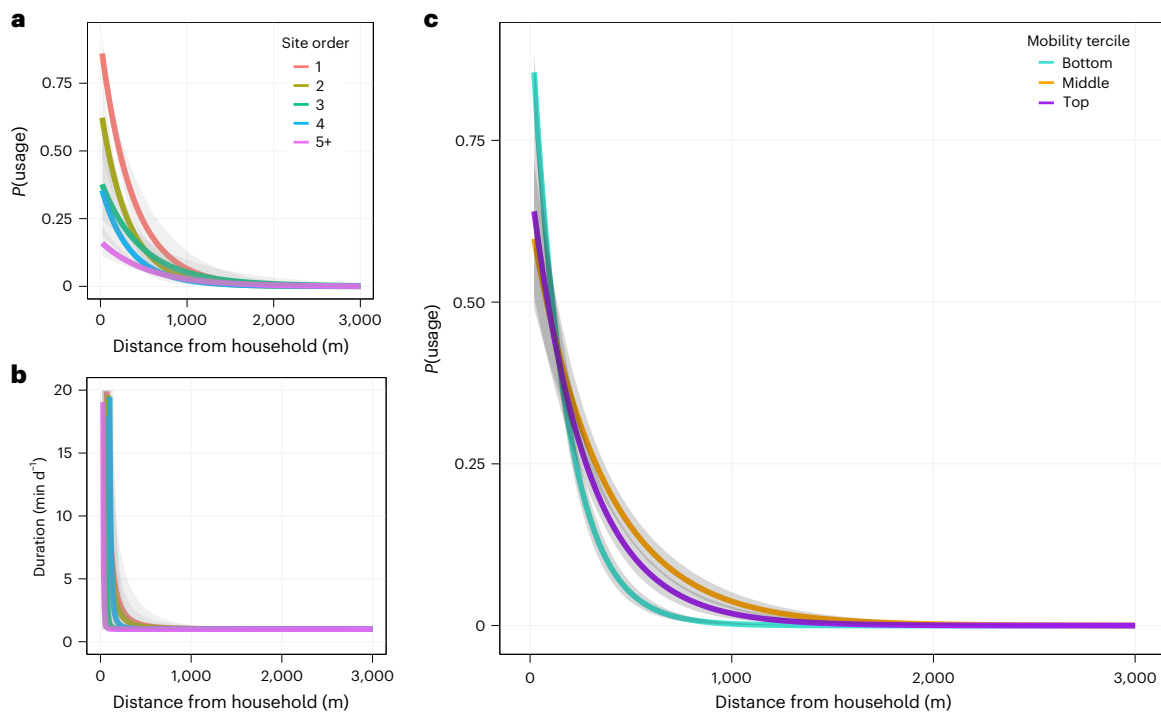 a
Site order
1
2
3
4
5+
0.75
0.50
0.25
0
P(usage)
0 1,000 2,000 3,000
Distance from household (m)
b
20
15
10
5
0
Duration (min d⁻¹)
0 1,000 2,000 3,000
Distance from household (m)
c
Mobility tercile
Bottom
Middle
Top
0.75
0.50
0.25
0
P(usage)
0 1,000 2,000 3,000
Distance from household (m)